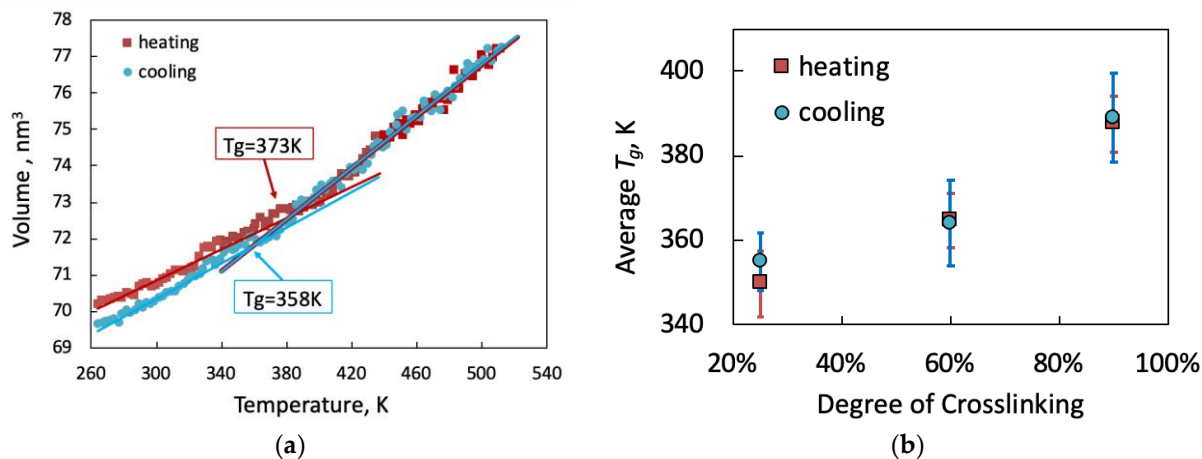 78
77
76
75
74
73
72
71
70
69
Volume , nm³
heating
cooling
Tg=373K
Tg=358K
260 300 340 380 420 460 500 540
Temperature, K
(a)
400
380
360
340
Average Tg, K
heating
cooling
20% 40% 60% 80% 100%
Degree of Crosslinking
(b)